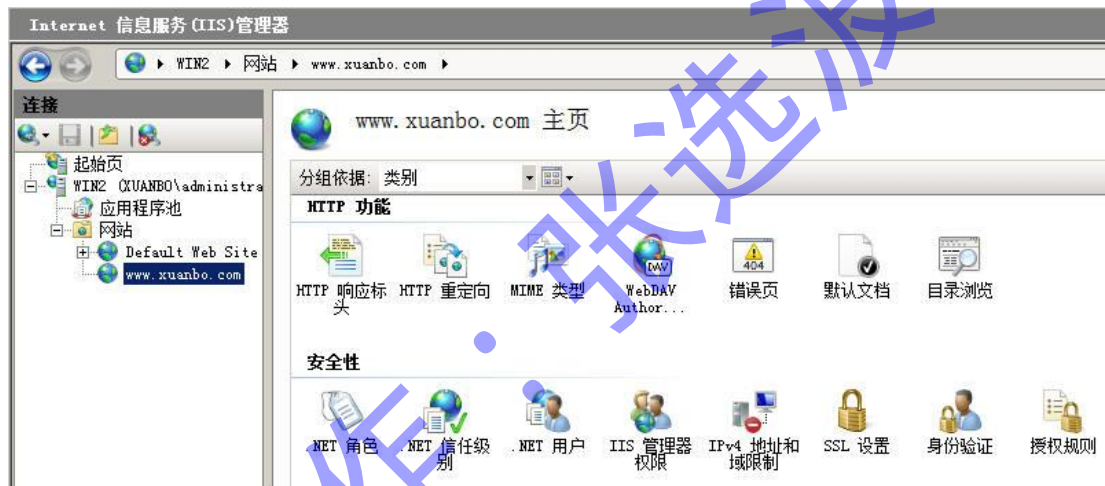 Internet 信息服务(IIS)管理器
WIN2 网站 www.xuanbo.com
连接
起始页
WIN2 (XUANBO\administra
应用程序池
网站
Default Web Site
www.xuanbo.com
www.xuanbo.com 主页
分组依据: 类别
HTTP 功能
HTTP 响应标
头
HTTP 重定向
MIME 类型
WebDAV
Author...
404
错误页
默认文档
目录浏览
安全性
.NET 角色
.NET 信任级
别
.NET 用户
IIS 管理器
权限
IPv4 地址和
域限制
SSL 设置
身份验证
授权规则
作：张选波